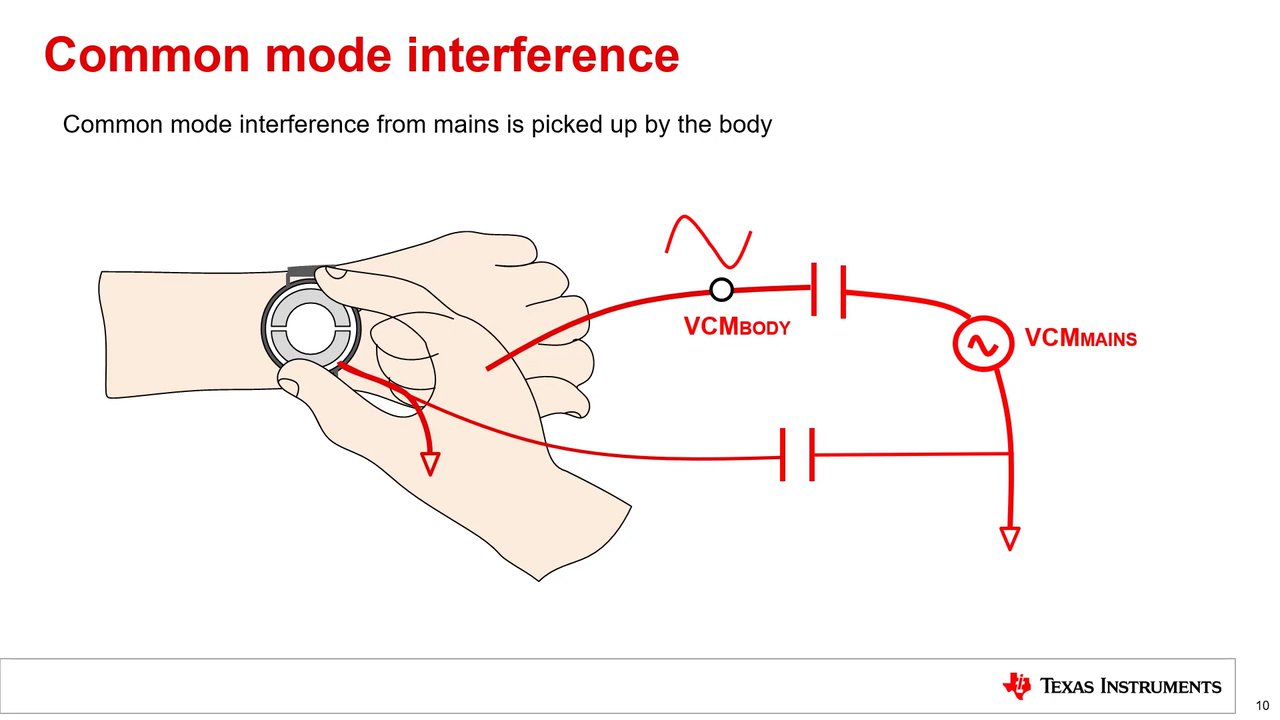 Common mode interference
Common mode interference from mains is picked up by the body
VCMBODY
VCMMAINS
TEXAS INSTRUMENTS
10